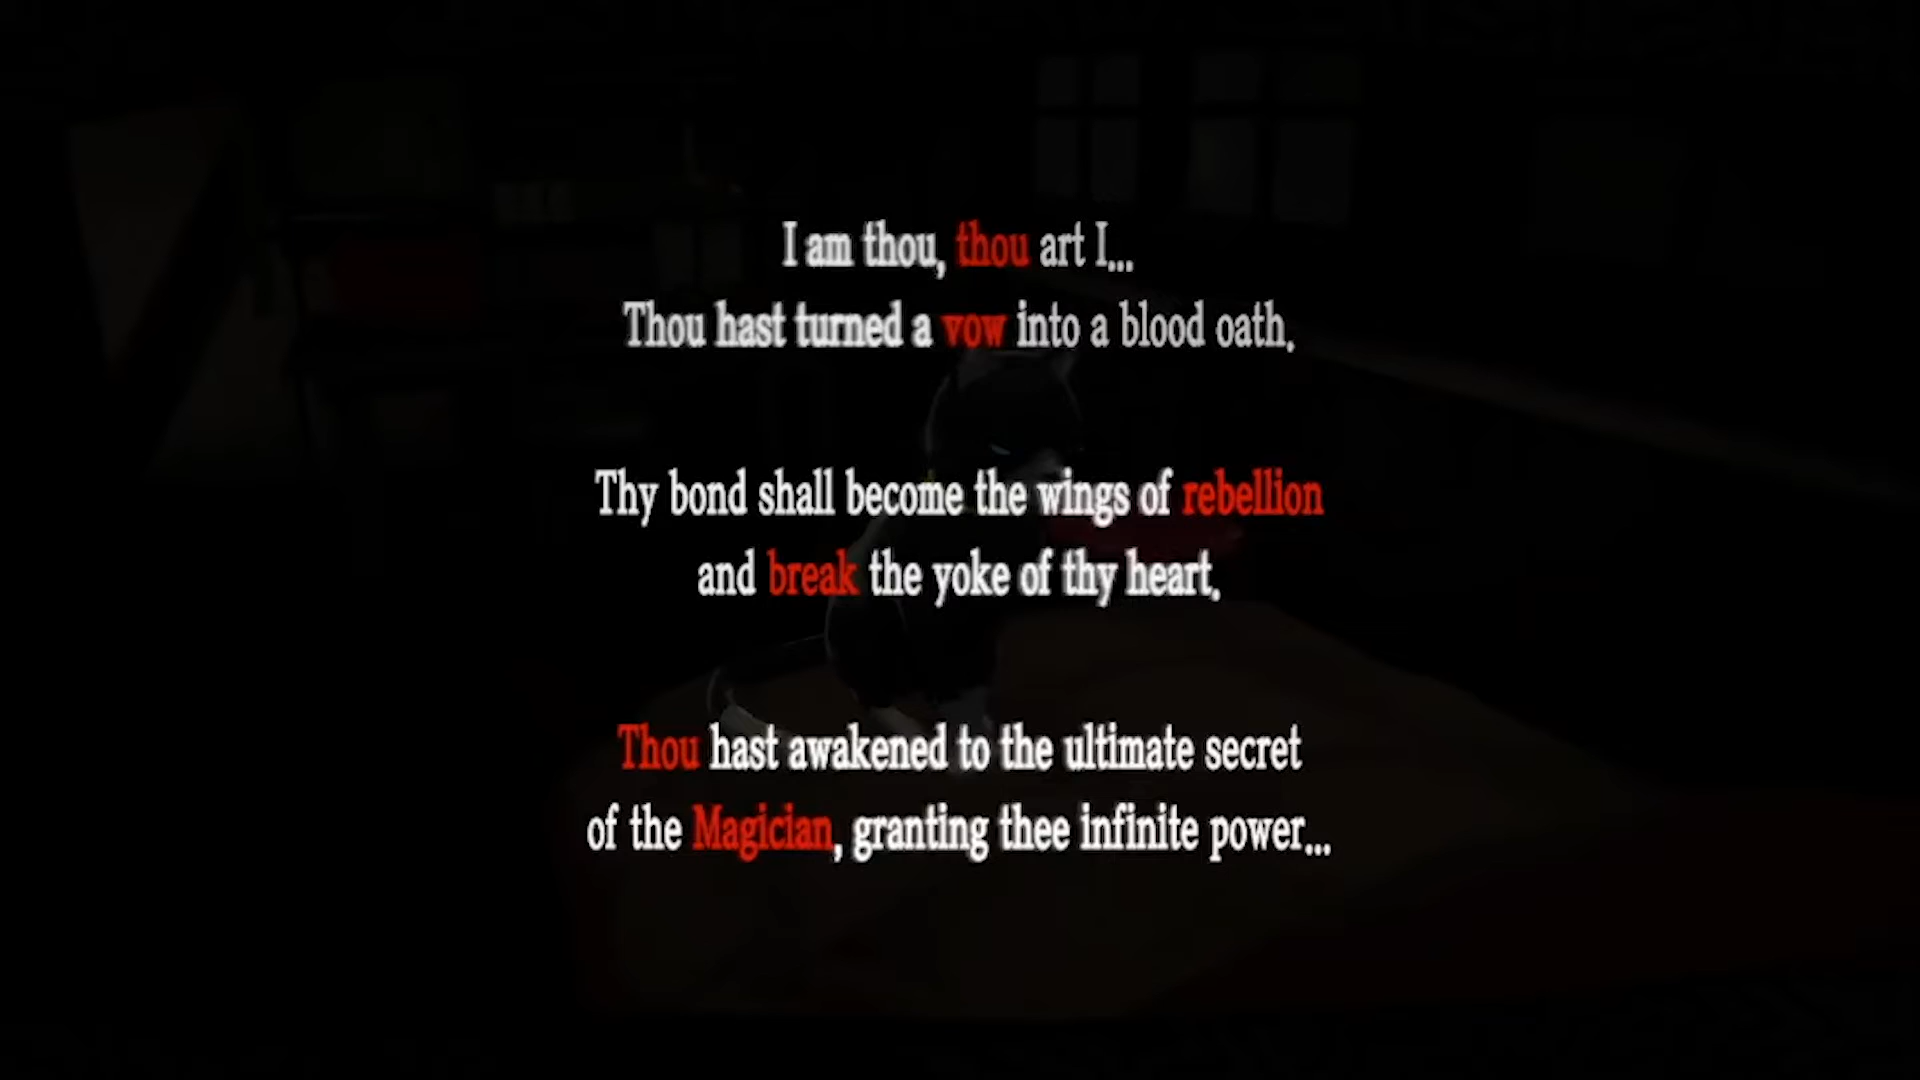 I am thou, thou art I...
Thou hast turned a vow into a blood oath.
Thy bond shall become the wings of rebellion
and break the yoke of thy heart.
Thou hast awakened to the ultimate secret
of the Magician, granting thee infinite power...